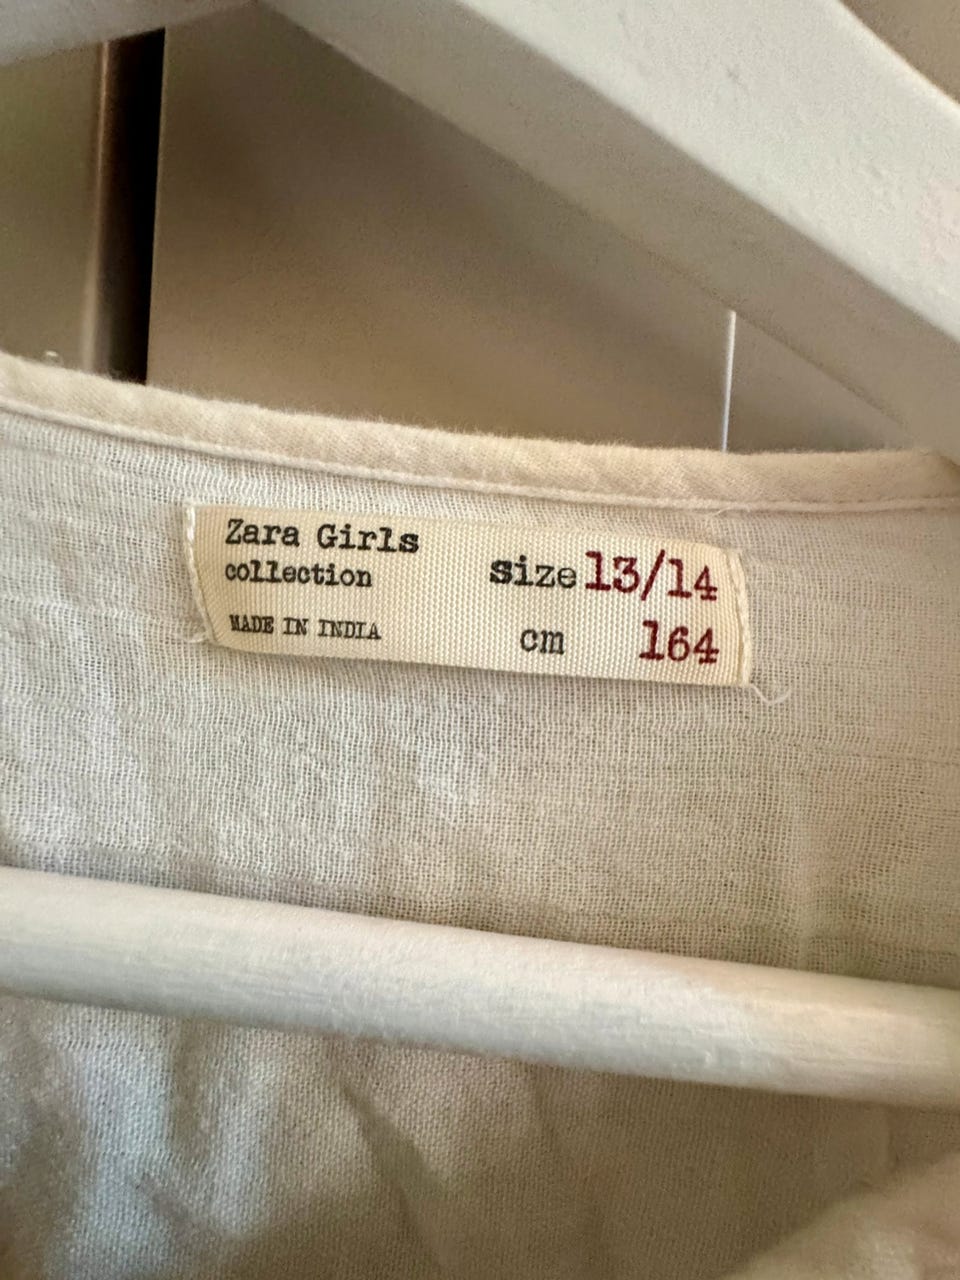 Zara Girls
collection
MADE IN INDIA
size 13/14
cm 164